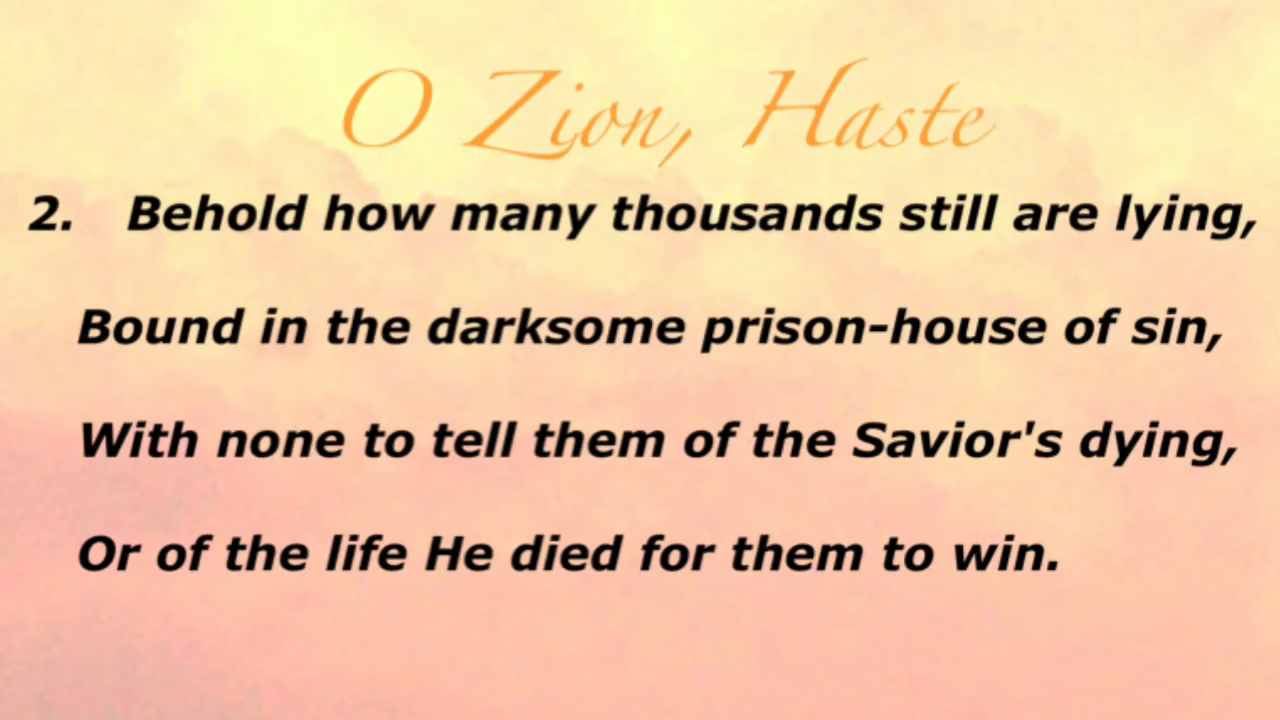 O Zion, Haste
2. Behold how many thousands still are lying,
Bound in the darksome prison-house of sin,
With none to tell them of the Savior's dying,
Or of the life He died for them to win.